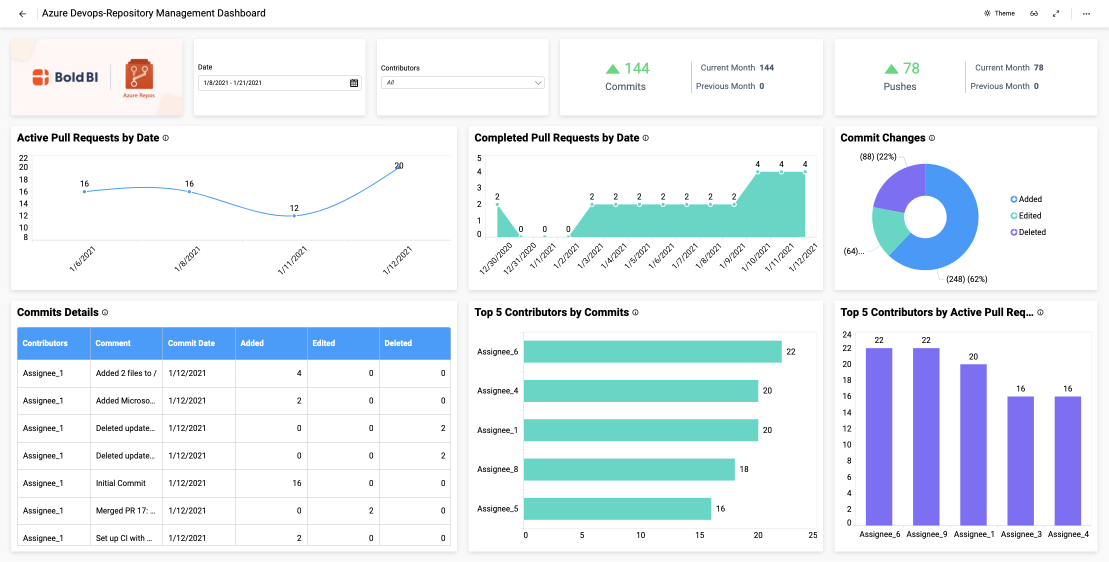 Azure Devops-Repository Management Dashboard
Theme
Bold BI
Azure Repos
Date
1/8/2021 - 1/21/2021
Contributors
All
144
Commits
Current Month 144
Previous Month 0
78
Pushes
Current Month 78
Previous Month 0
Active Pull Requests by Date
22
20
18
16
14
12
10
8
16
16
12
20
1/6/2021
1/8/2021
1/11/2021
1/12/2021
Completed Pull Requests by Date
5
4
3
2
1
0
2
0
0
0
2
2
2
2
2
2
2
4
4
4
12/30/2020
12/31/2020
1/1/2021
1/2/2021
1/3/2021
1/4/2021
1/5/2021
1/6/2021
1/7/2021
1/8/2021
1/9/2021
1/10/2021
1/11/2021
1/12/2021
Commit Changes
(88) (22%)
(64)...
(248) (62%)
Added
Edited
Deleted
Commits Details
Contributors Comment Commit Date Added Edited Deleted
Assignee_1 Added 2 files to / 1/12/2021 4 0 0
Assignee_1 Added Microso... 1/12/2021 2 0 0
Assignee_1 Deleted update... 1/12/2021 0 0 2
Assignee_1 Deleted update... 1/12/2021 0 0 2
Assignee_1 Initial Commit 1/12/2021 16 0 0
Assignee_1 Merged PR 17: ... 1/12/2021 0 2 0
Assignee_1 Set up CI with ... 1/12/2021 2 0 0
Top 5 Contributors by Commits
Assignee_6 22
Assignee_4 20
Assignee_1 20
Assignee_8 18
Assignee_5 16
0 5 10 15 20 25
Top 5 Contributors by Active Pull Req...
24
22
20
18
16
14
12
10
8
6
4
2
0
22
22
20
16
16
Assignee_6 Assignee_9 Assignee_1 Assignee_3 Assignee_4